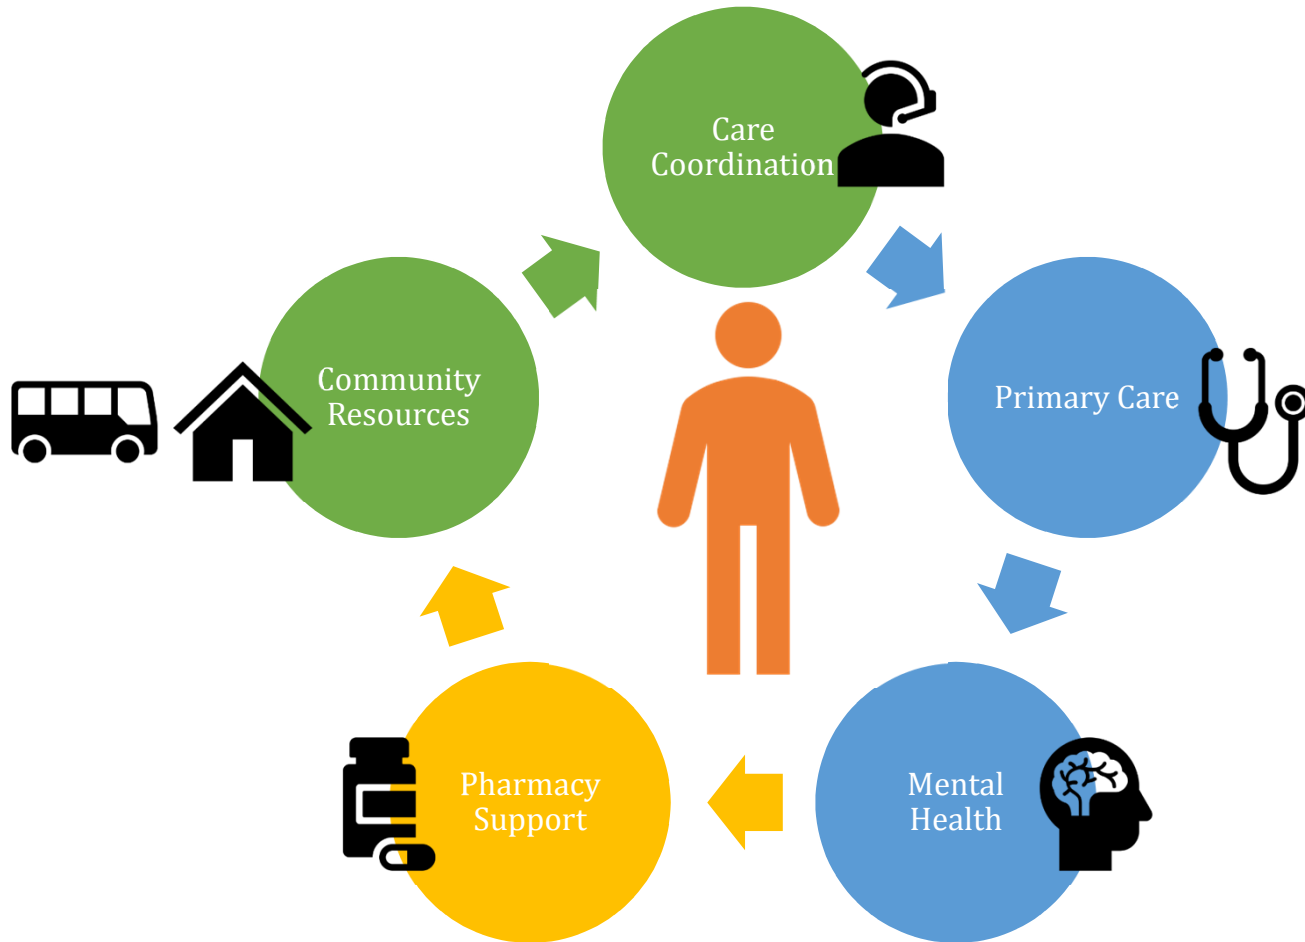 Care
Coordination
Primary Care
Mental
Health
Pharmacy
Support
Community
Resources